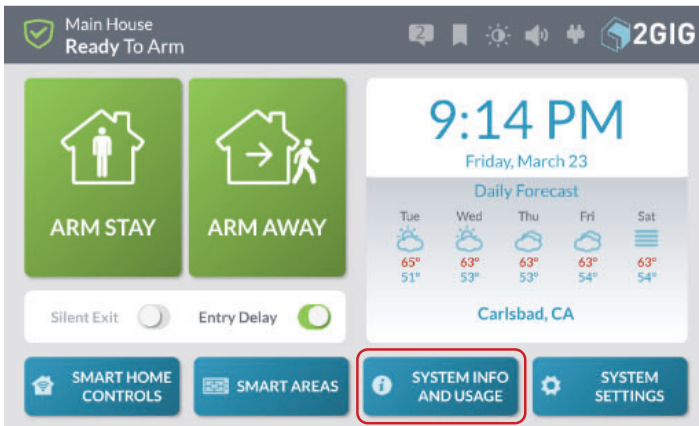 Main House
Ready To Arm
2
2GIG
ARM STAY
ARM AWAY
Silent Exit
Entry Delay
9:14 PM
Friday, March 23
Daily Forecast
Tue Wed Thu Fri Sat
65° 63° 63° 63° 63°
51° 53° 53° 54° 54°
Carlsbad, CA
SMART HOME
CONTROLS
SMART AREAS
SYSTEM INFO
AND USAGE
SYSTEM
SETTINGS